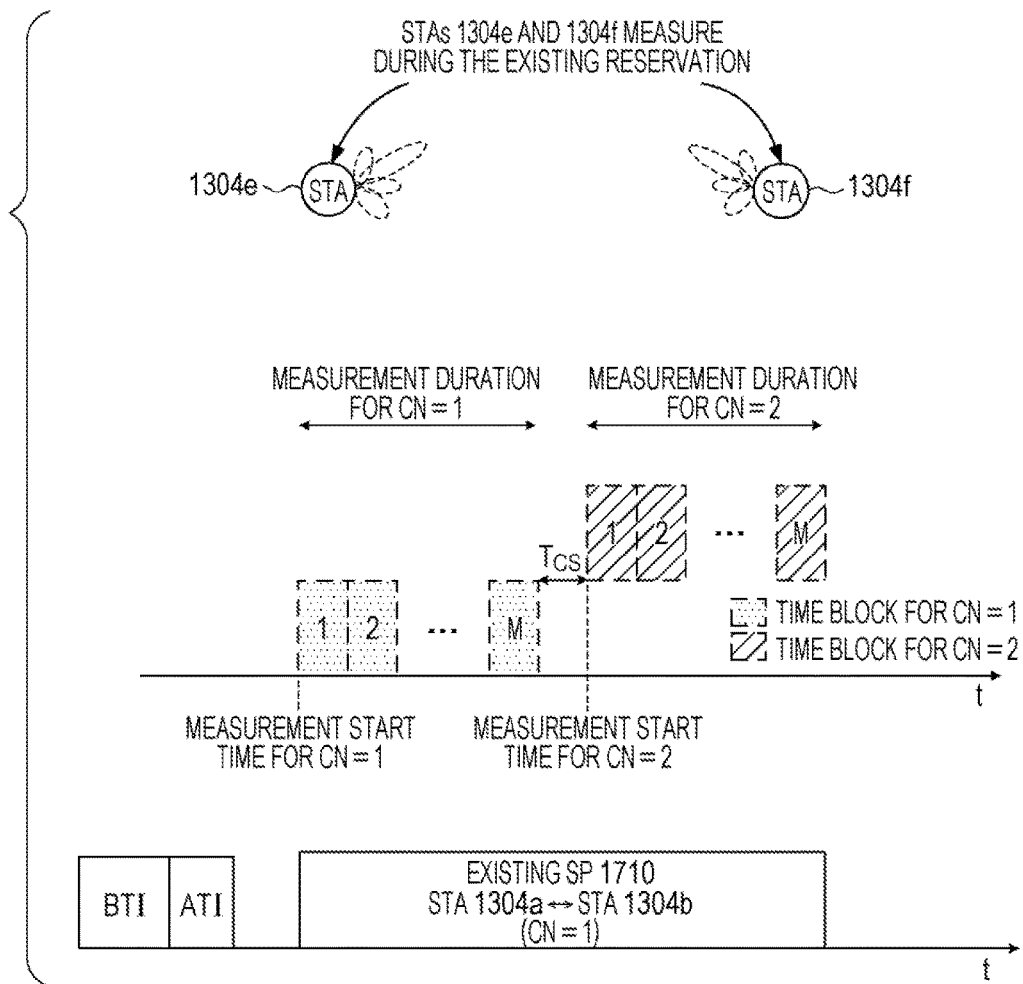 STAs 1304e AND 1304f MEASURE
DURING THE EXISTING RESERVATION
1304e
STA
STA
1304f
MEASUREMENT DURATION
FOR CN = 1
MEASUREMENT DURATION
FOR CN = 2
1
2
...
M
TCS
1
2
...
M
TIME BLOCK FOR CN = 1
TIME BLOCK FOR CN = 2
t
MEASUREMENT START
TIME FOR CN = 1
MEASUREMENT START
TIME FOR CN = 2
BTI
ATI
EXISTING SP 1710
STA 1304a ↔ STA 1304b
(CN = 1)
t